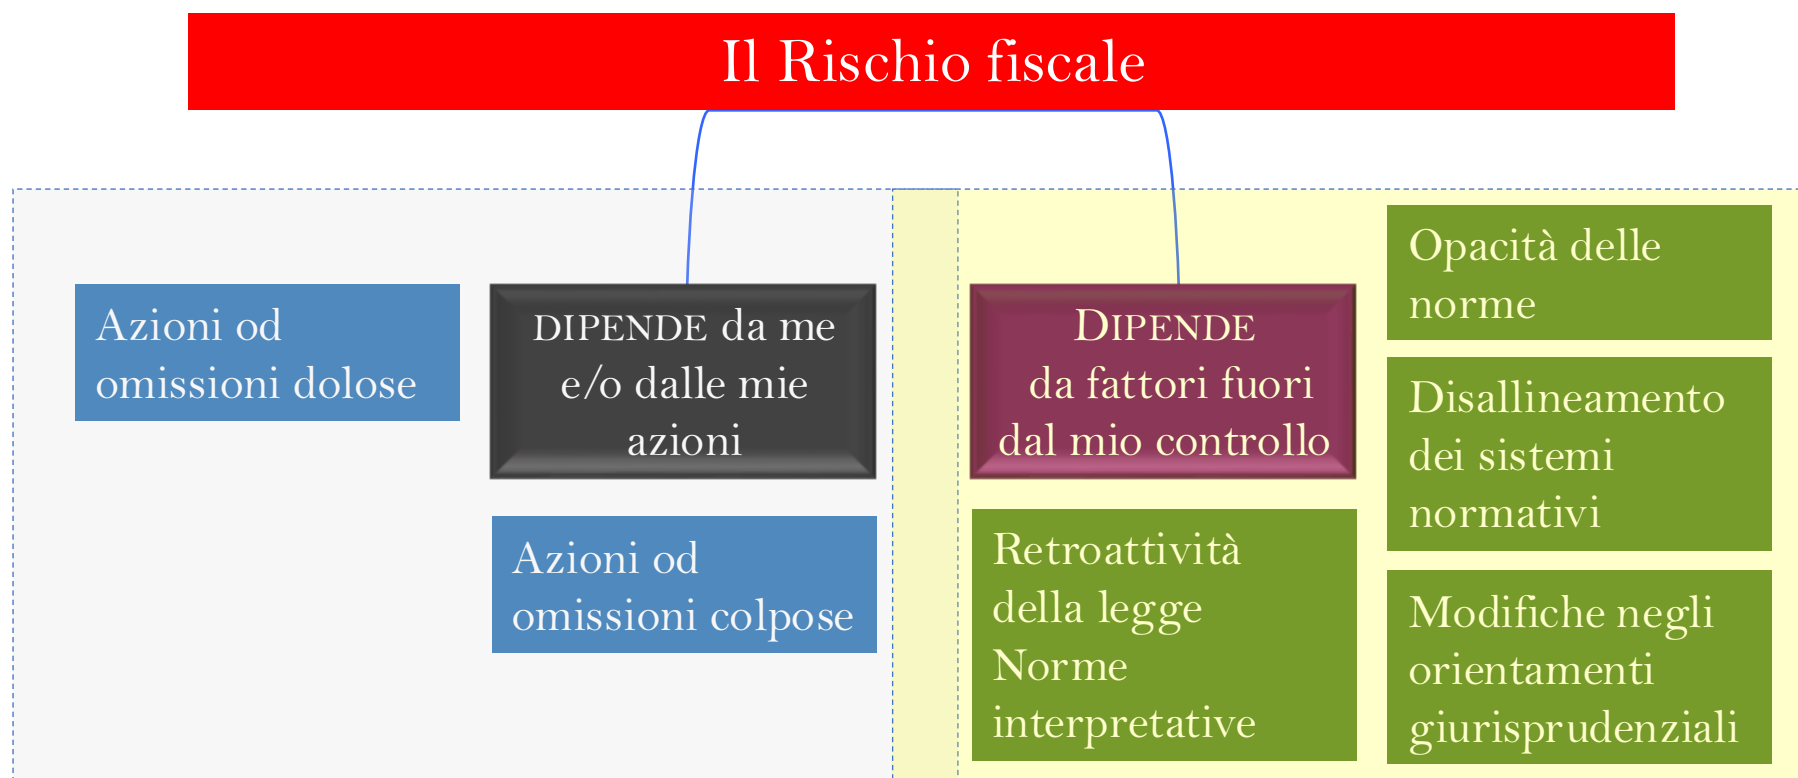 Il Rischio fiscale
Azioni od
omissioni dolose
DIPENDE da me
e/o dalle mie
azioni
Azioni od
omissioni colpose
DIPENDE
da fattori fuori
dal mio controllo
Retroattività
della legge
Norme
interpretative
Opacità delle
norme
Disallineamento
dei sistemi
normativi
Modifiche negli
orientamenti
giurisprudenziali